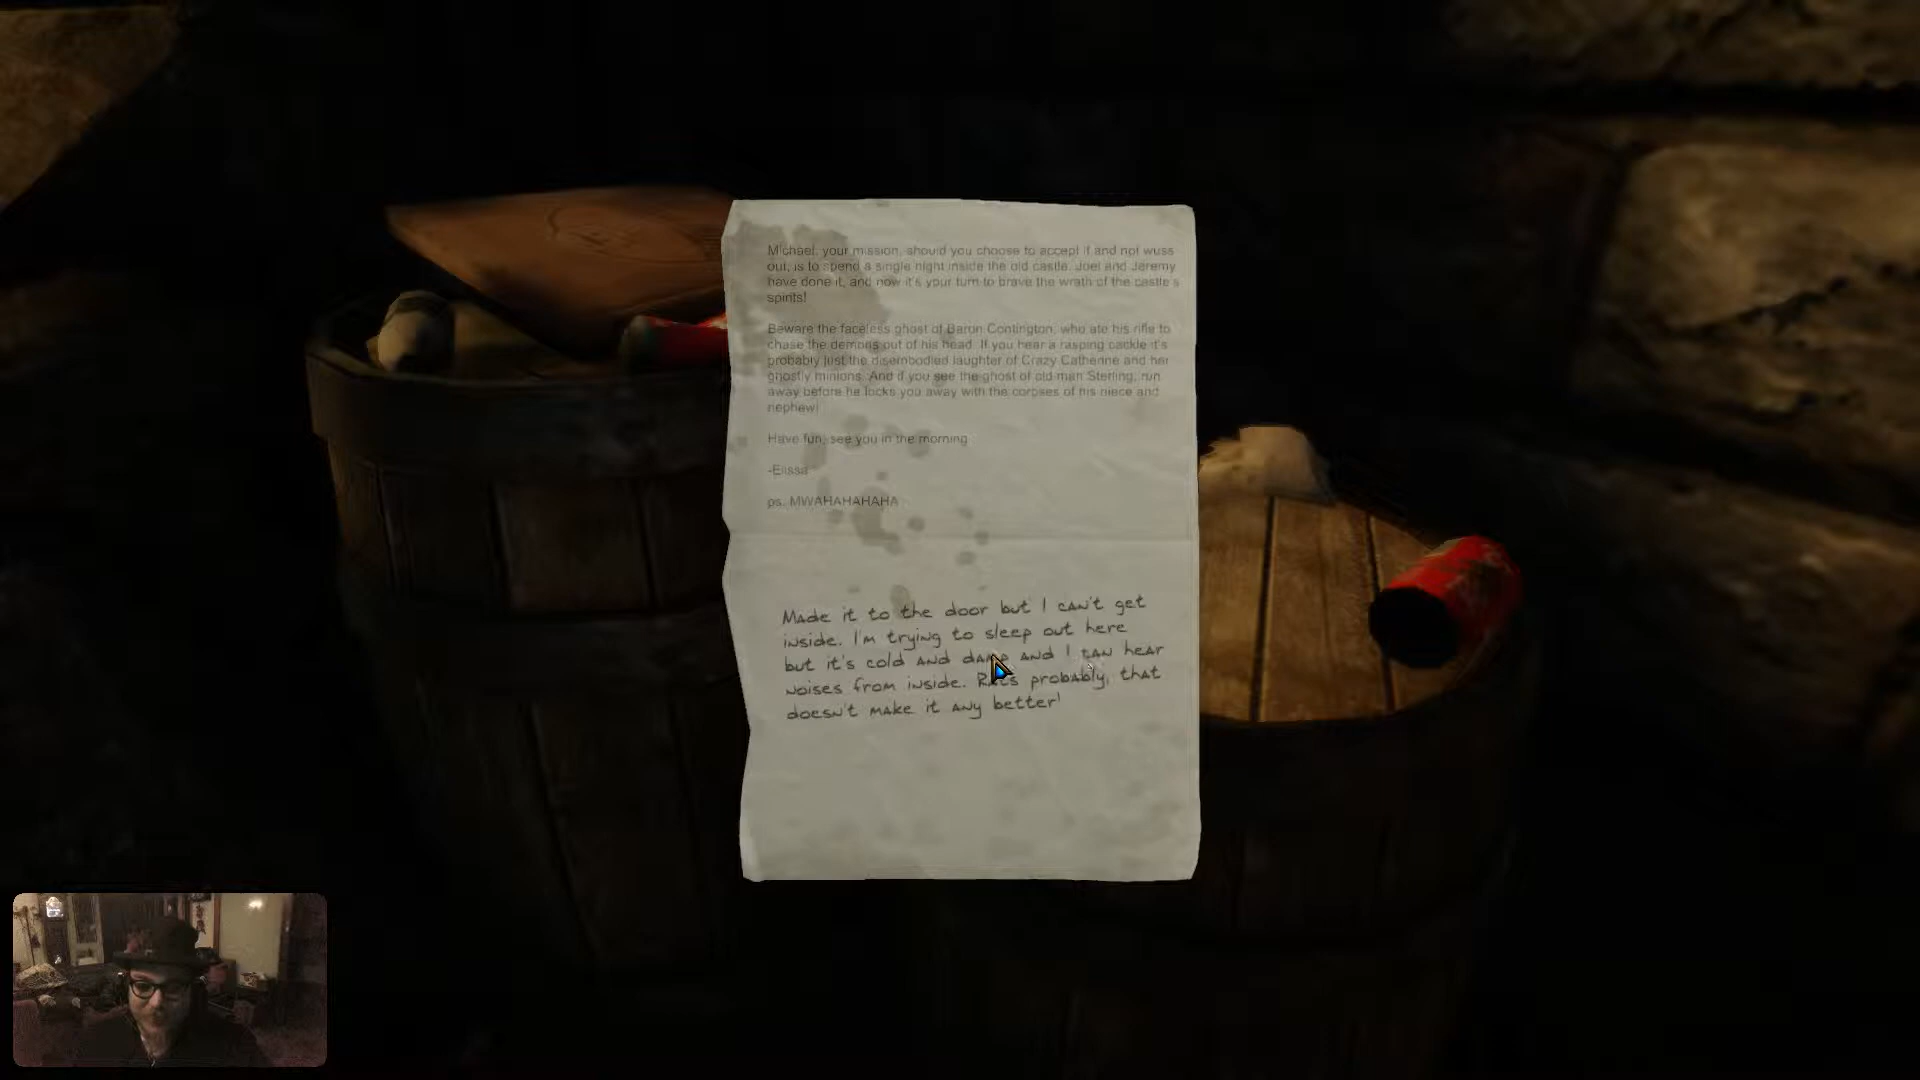 Michael, your mission, should you choose to accept it and not wuss
out, is to spend a single night inside the old castle. Joel and Jeremy
have done it, and now it's your turn to brave the wrath of the castle's
spirits!
Beware the faceless ghost of Baron Contington, who ate his rifle to
chase the demons out of his head. If you hear a rasping cackle it's
probably just the disembodied laughter of Crazy Catherine and her
ghostly minions. And if you see the ghost of old man Sterling, run
away before he locks you away with the corpses of his niece and
nephew!
Have fun, see you in the morning
-Elissa
ps. MWAHAHAHAHA
Made it to the door but I can't get
inside. I'm trying to sleep out here
but it's cold and damp and I can hear
noises from inside. Rats probably, that
doesn't make it any better!